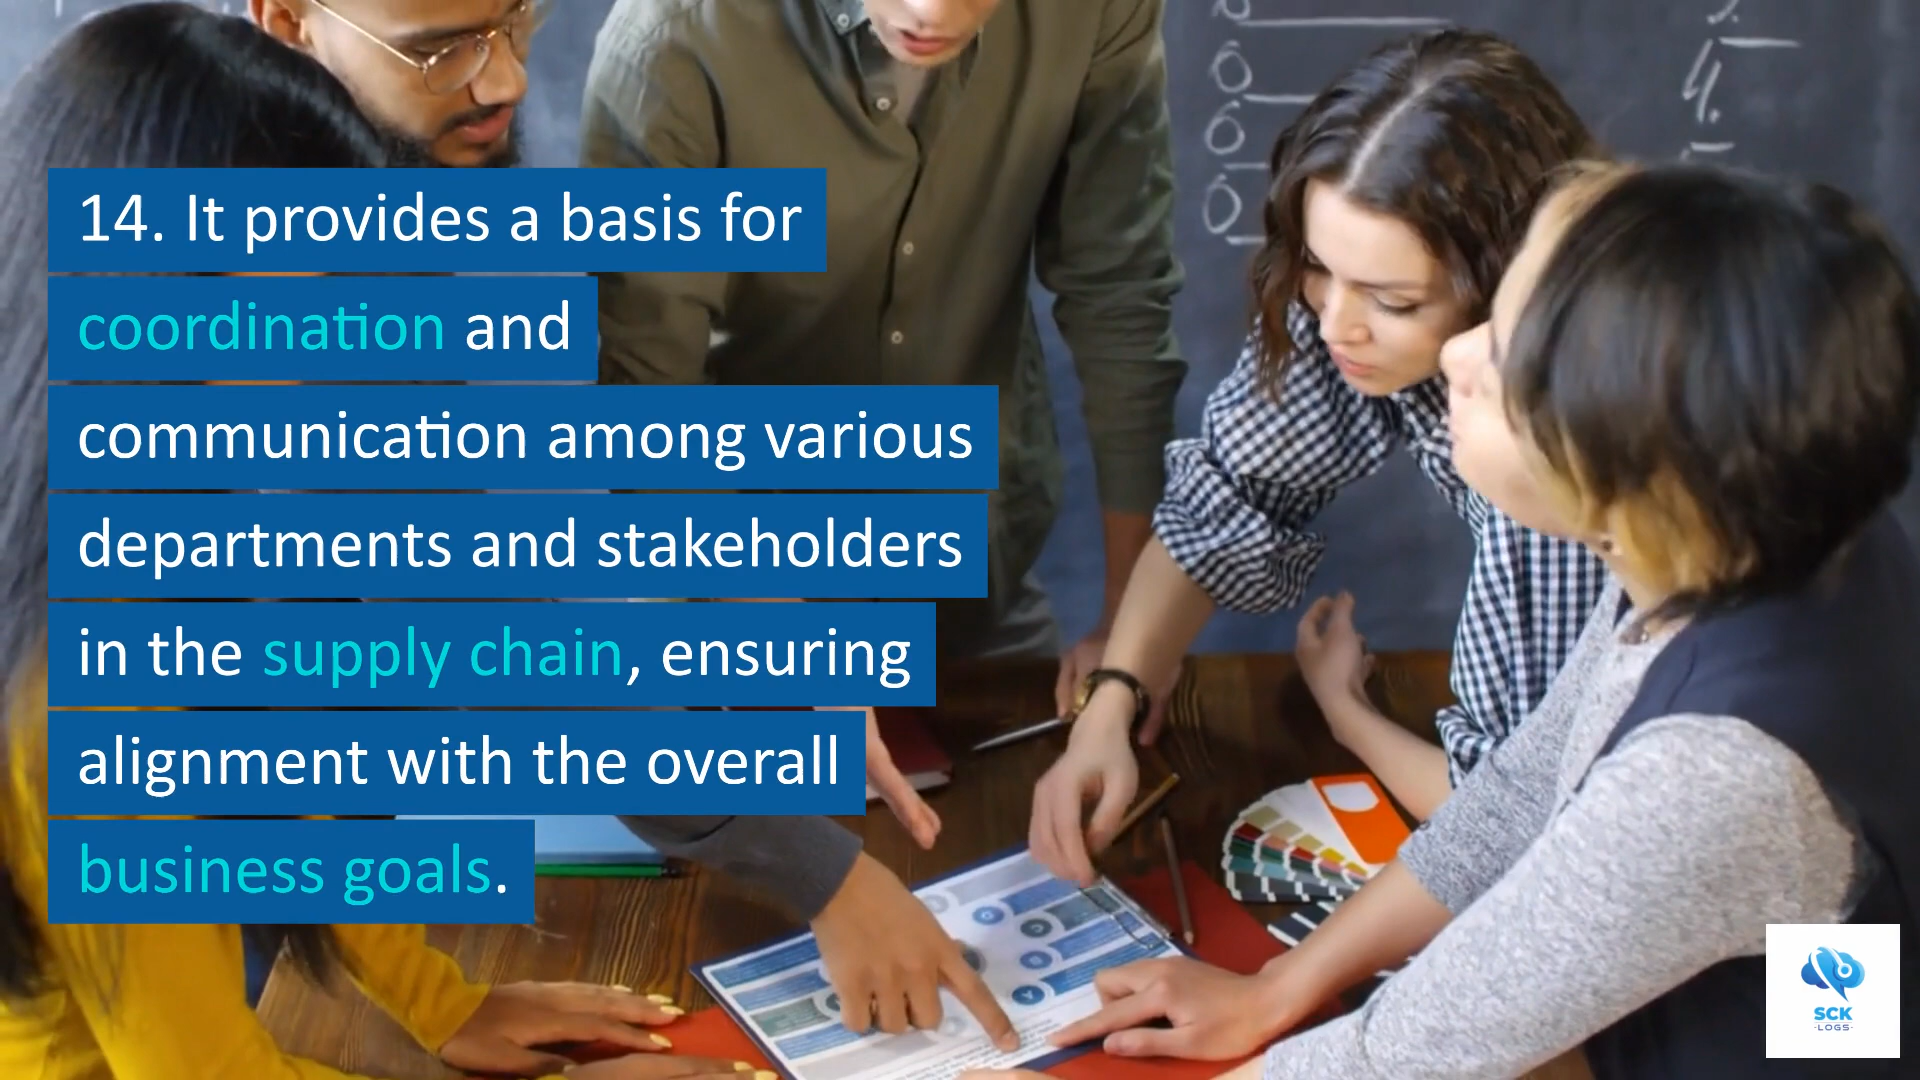 14. It provides a basis for
coordination and
communication among various
departments and stakeholders
in the supply chain, ensuring
alignment with the overall
business goals.
SCK
-LOGS-